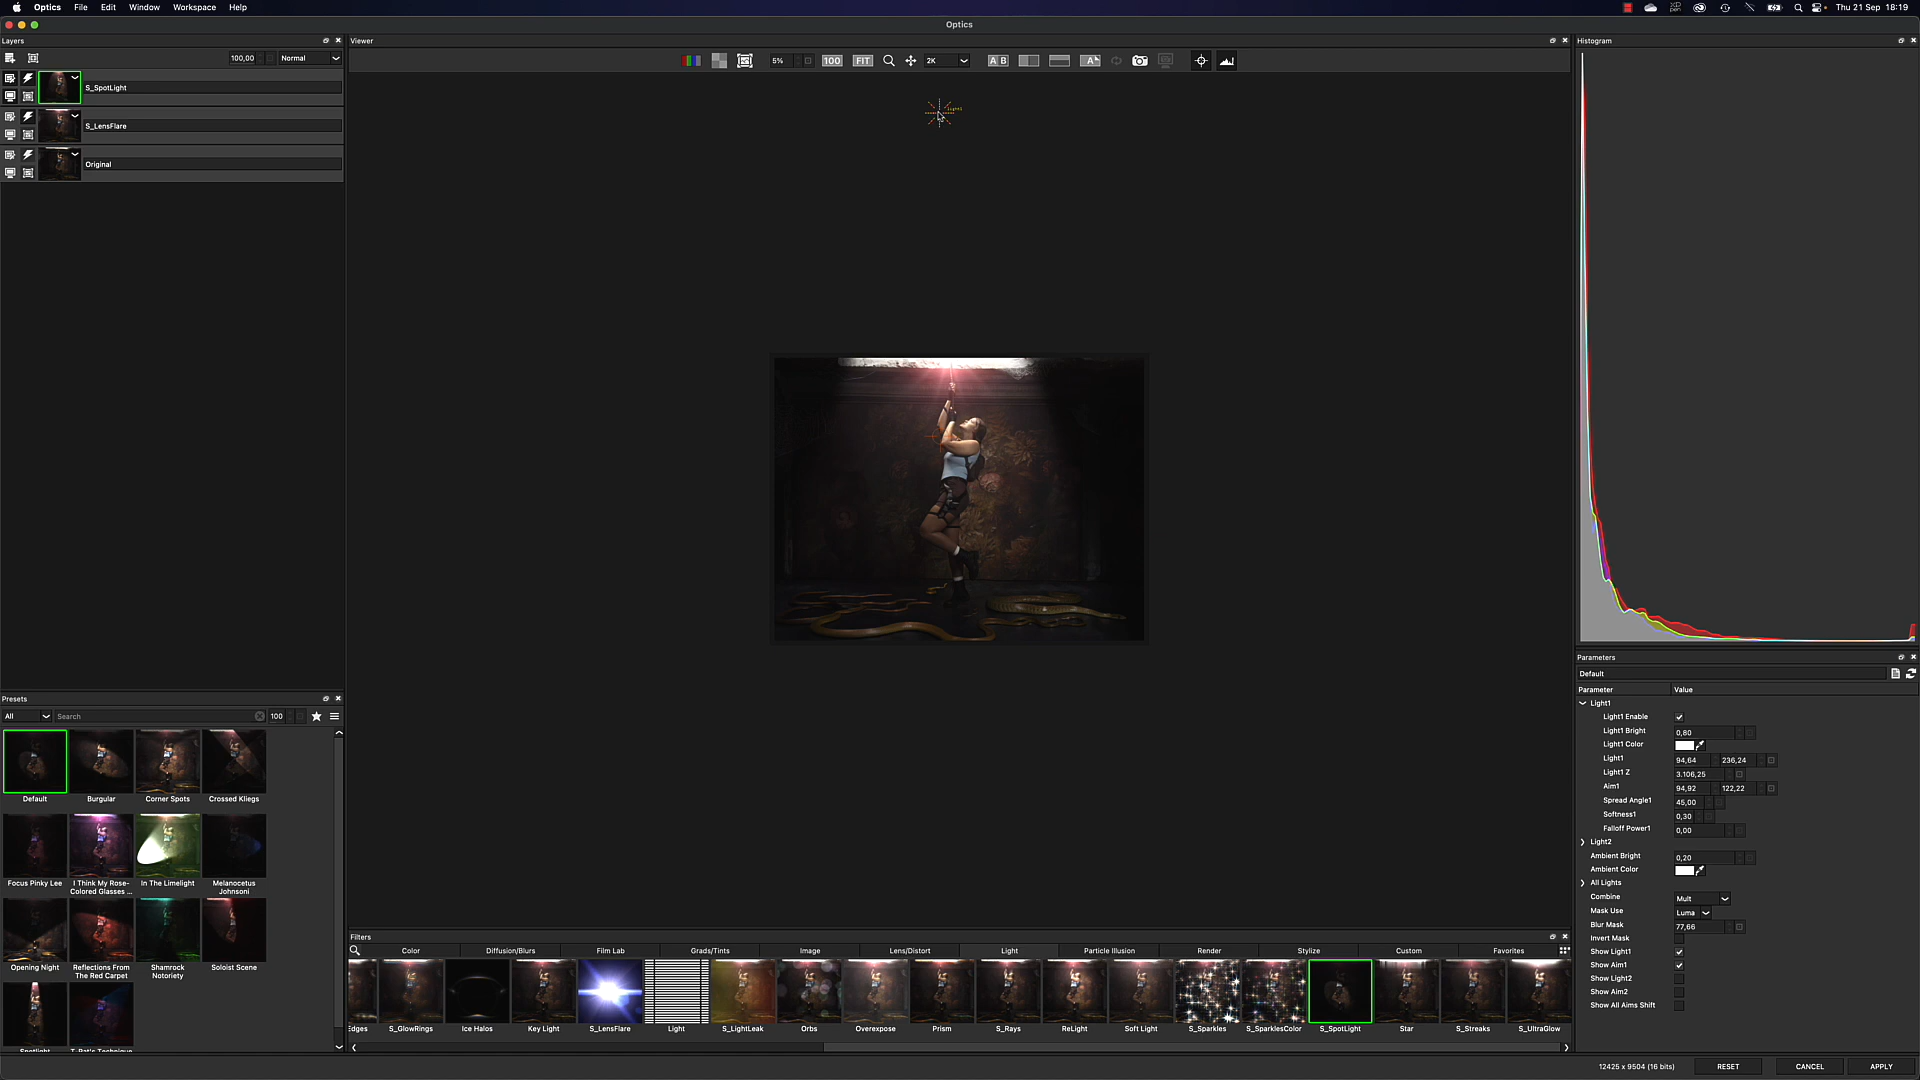 Optics File Edit Window Workspace Help Thu 21 Sep 18:19
Optics
Layers
100,00 Normal
S_SpotLight
S_LensFlare
Original
Viewer
5% 100 FIT 2K A B A
Light1
Presets
All Search 100
Default Burgular Corner Spots Crossed Kliegs
Focus Pinky Lee I Think My Rose- In The Limelight Melanocetus
Colored Glasses ... Johnsoni
Opening Night Reflections From Shamrock Soloist Scene
The Red Carpet Notoriety
Spotlight T-Pat's Technique
Filters
Color Diffusion/Blurs Film Lab Grads/Tints Image Lens/Distort Light Particle Illusion Render Stylize Custom Favorites
Edges S_GlowRings Ice Halos Key Light S_LensFlare Light S_LightLeak Orbs Overexpose Prism S_Rays ReLight Soft Light S_Sparkles S_SparklesColor S_SpotLight Star S_Streaks S_UltraGlow
Histogram
Parameters
Default
Parameter Value
Light1
Light1 Enable
Light1 Bright 0,80
Light1 Color
Light1 94,64 236,24
Light1 Z 3.106,25
Aim1 94,92 122,22
Spread Angle1 45,00
Softness1 0,30
Falloff Power1 0,00
Light2
Ambient Bright 0,20
Ambient Color
All Lights
Combine Mult
Mask Use Luma
Blur Mask 77,66
Invert Mask
Show Light1
Show Aim1
Show Light2
Show Aim2
Show All Aims Shift
12425 x 9504 (16 bits) RESET CANCEL APPLY